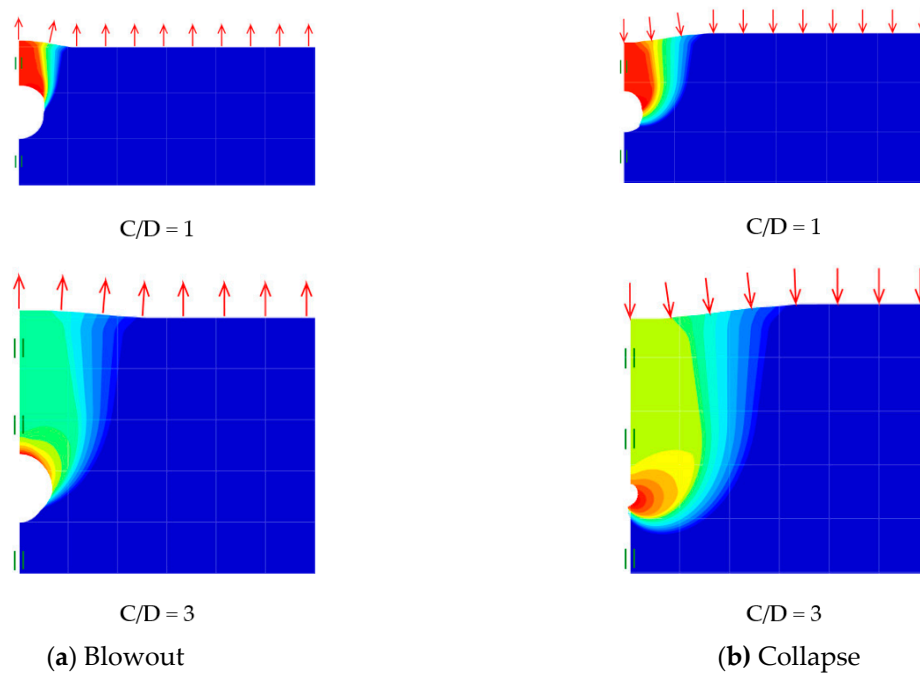 C/D = 1
C/D = 1
C/D = 3
C/D = 3
(a) Blowout
(b) Collapse